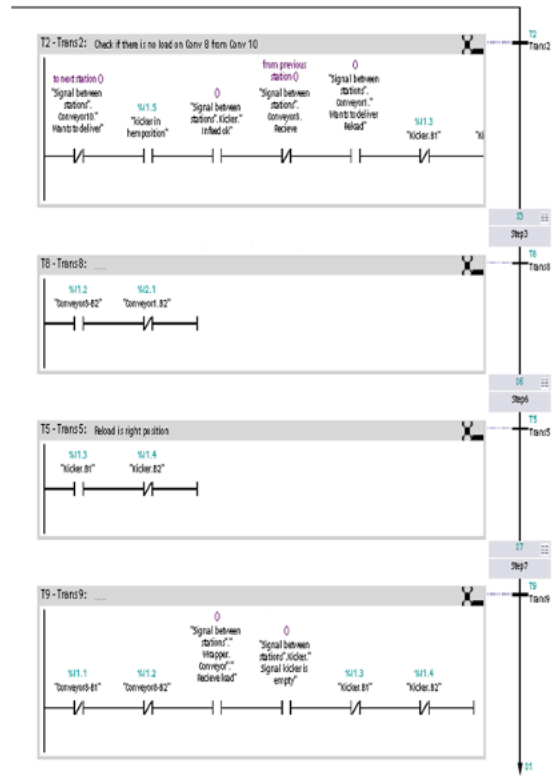 T2 - Trans2: Check if there is no load on Conv 8 from Conv 10
T2
Trans2
to next station ()
"Signal between
stations".
Conveyor10."
Wants to deliver"
%I1.5
"Kicker in
hem position"
()
"Signal between
stations".Kicker."
Infeed ok"
from previous
station ()
"Signal between
stations".
Conveyor8.
Recieve
()
"Signal between
stations".
Conveyor1."
Wants to deliver
Reload"
%I1.3
"Kicker.B1"
"Ki
S3
Step3
T8 - Trans8: ....
T8
Trans8
%I1.2
"Conveyor8-B2"
%I2.1
"Conveyor1.B2"
S6
Step6
T5 - Trans5: Reload is right position
T5
Trans5
%I1.3
"Kicker.B1"
%I1.4
"Kicker.B2"
S7
Step7
T9 - Trans9: ....
T9
Trans9
%I1.1
"Conveyor8-B1"
%I1.2
"Conveyor8-B2"
()
"Signal between
stations"."
Wrapper.
Conveyor"."
Recieve load"
()
"Signal between
stations".Kicker."
Signal kicker is
empty"
%I1.3
"Kicker.B1"
%I1.4
"Kicker.B2"
S1